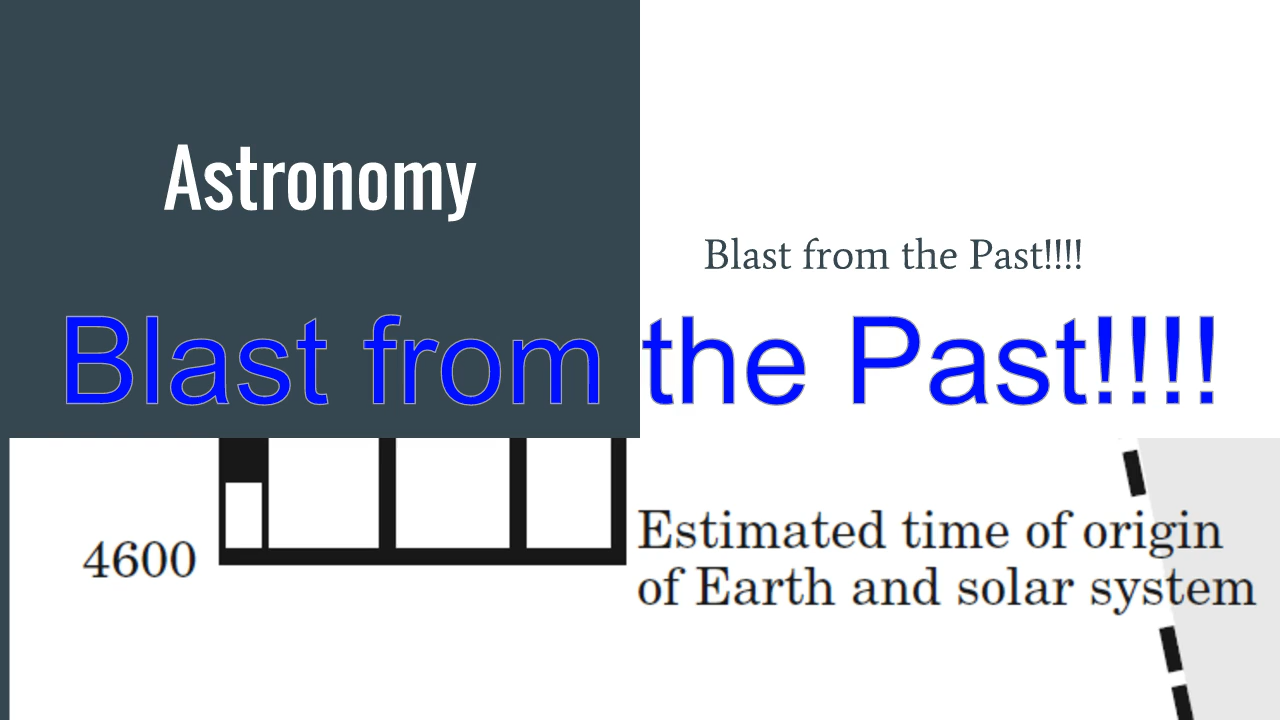 Astronomy
Blast from the Past!!!!
Blast from the Past!!!!
4600
Estimated time of origin
of Earth and solar system